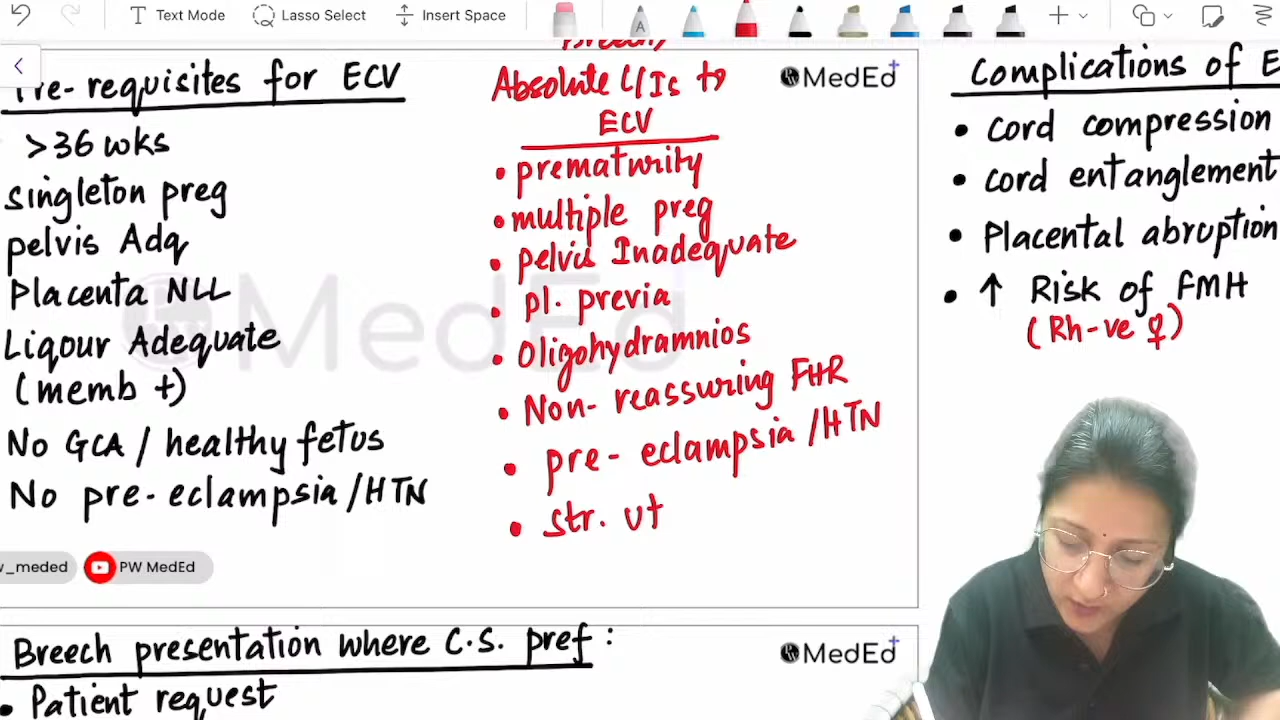 Text Mode
Lasso Select
Insert Space
Pre-requisites for ECV
>36 wks
singleton preg
pelvis Adq
Placenta NLL
Liqour Adequate
(memb +)
No GCA / healthy fetus
No pre-eclampsia/HTN
w_meded
PW MedEd
Breech
Absolute C/Is to
ECV
• prematurity
• multiple preg
• pelvis Inadequate
• pl. previa
• Oligohydramnios
• Non-reassuring FHR
• pre-eclampsia/HTN
• str. ut
MedEd+
MedEd
Complications of E
• cord compression
• cord entanglement
• Placental abruption
• ↑ Risk of FMH
(Rh-ve ♀)
Breech presentation where C.S. pref :
• Patient request
MedEd+